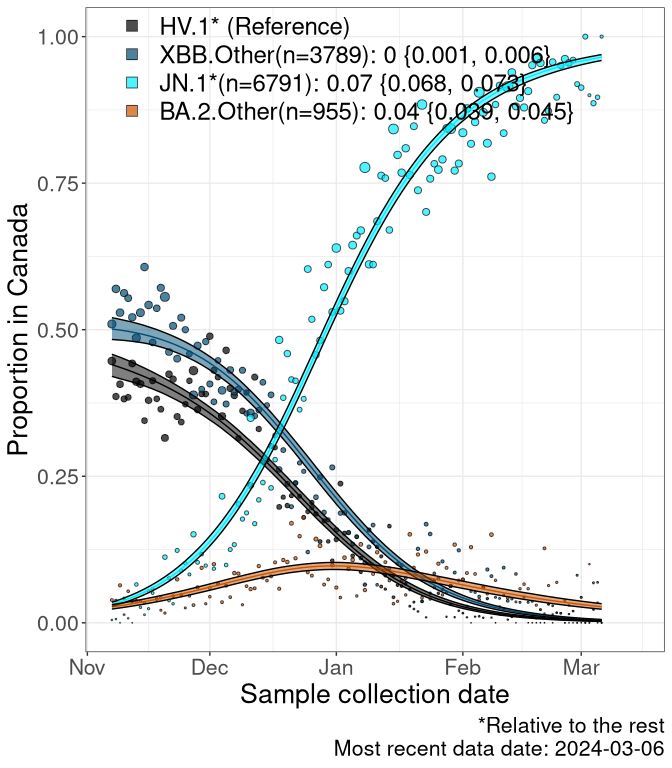 HV.1* (Reference)
XBB.Other(n=3789): 0 {0.001, 0.006}
JN.1*(n=6791): 0.07 {0.068, 0.073}
BA.2.Other(n=955): 0.04 {0.039, 0.045}
1.00
0.75
0.50
0.25
0.00
Proportion in Canada
Nov Dec Jan Feb Mar
Sample collection date
*Relative to the rest
Most recent data date: 2024-03-06